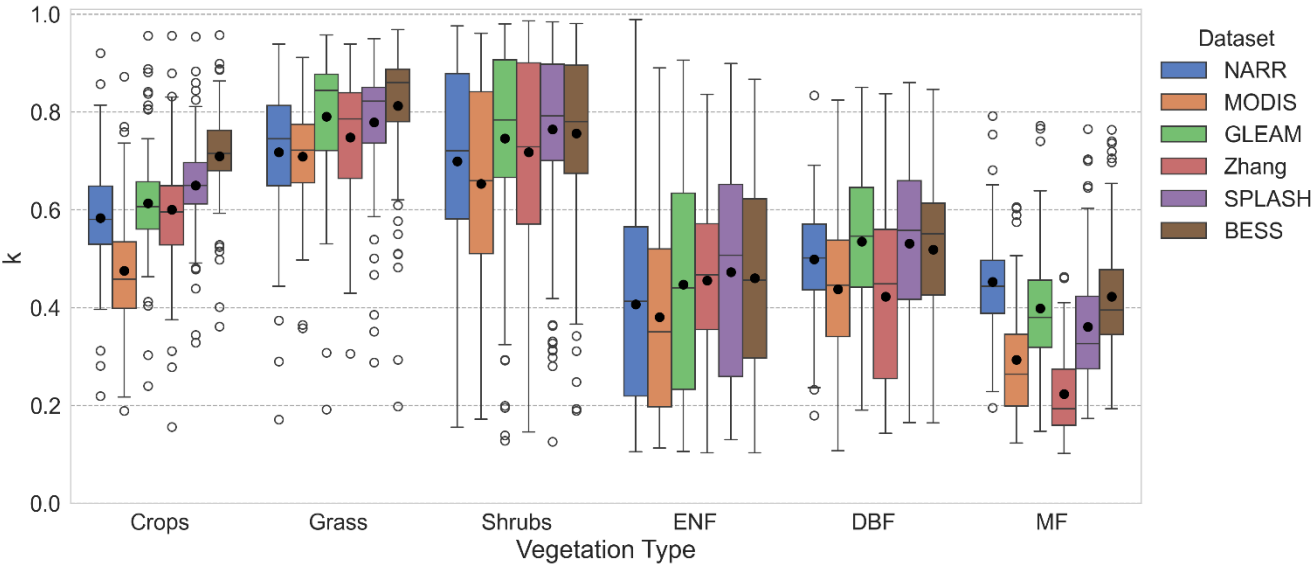 1.0
0.8
0.6
0.4
0.2
0.0
k
Crops Grass Shrubs ENF DBF MF
Vegetation Type
Dataset
NARR
MODIS
GLEAM
Zhang
SPLASH
BESS